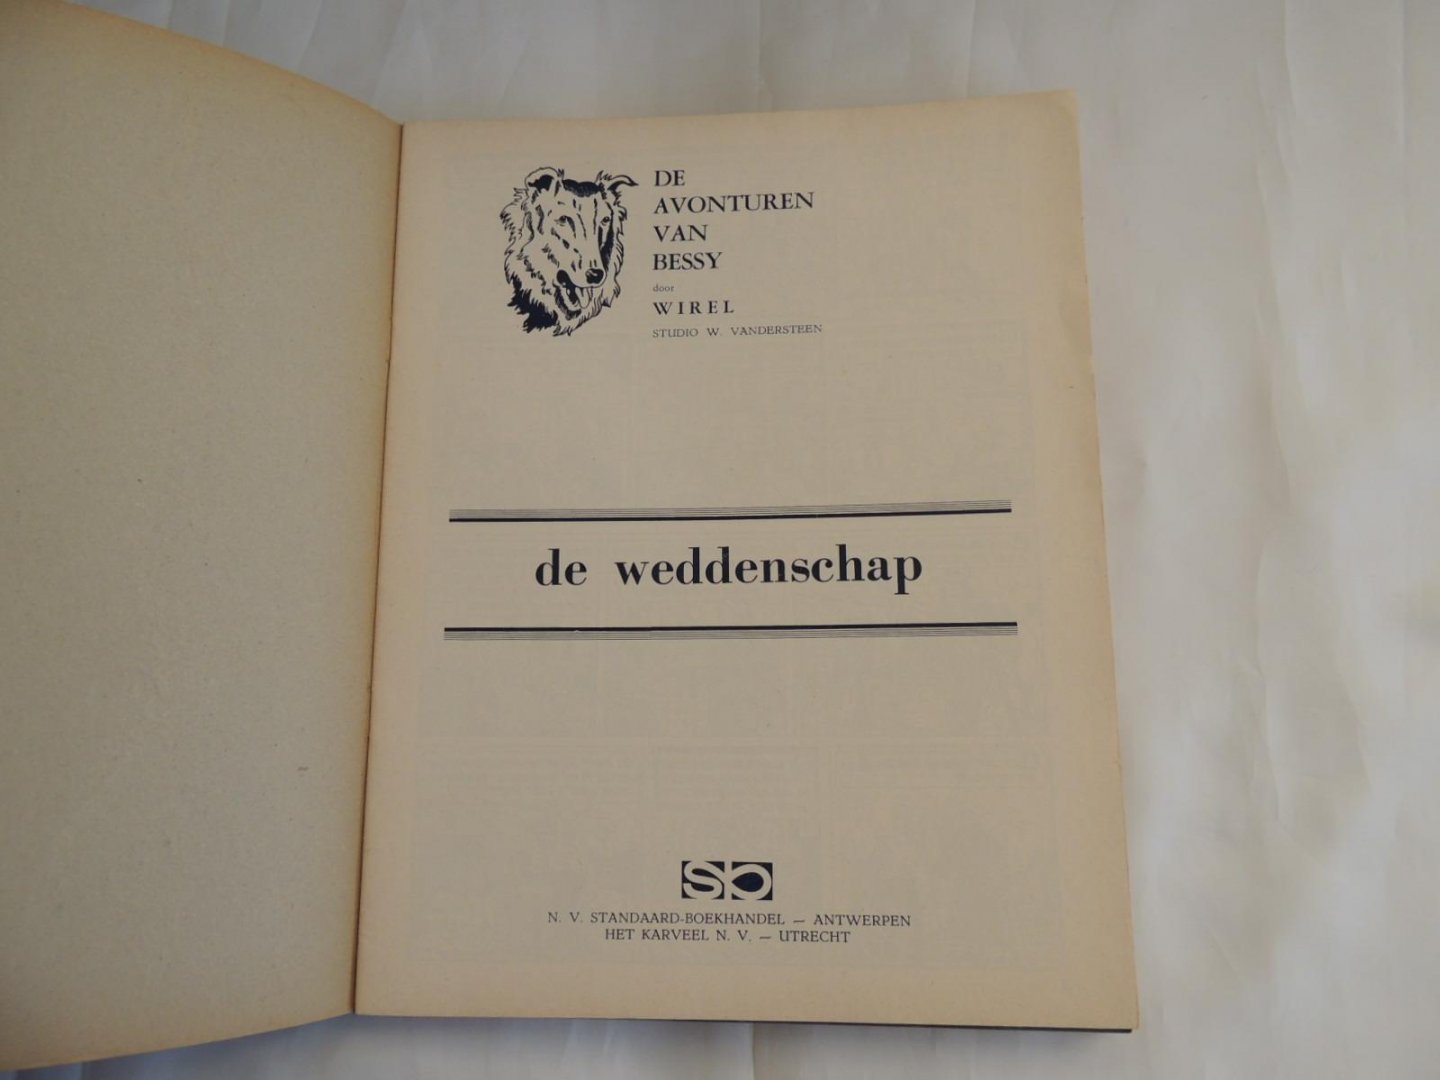 DE
AVONTUREN
VAN
BESSY
door
WIREL
STUDIO W. VANDERSTEEN
de weddenschap
N. V. STANDAARD-BOEKHANDEL — ANTWERPEN
HET KARVEEL N. V. — UTRECHT